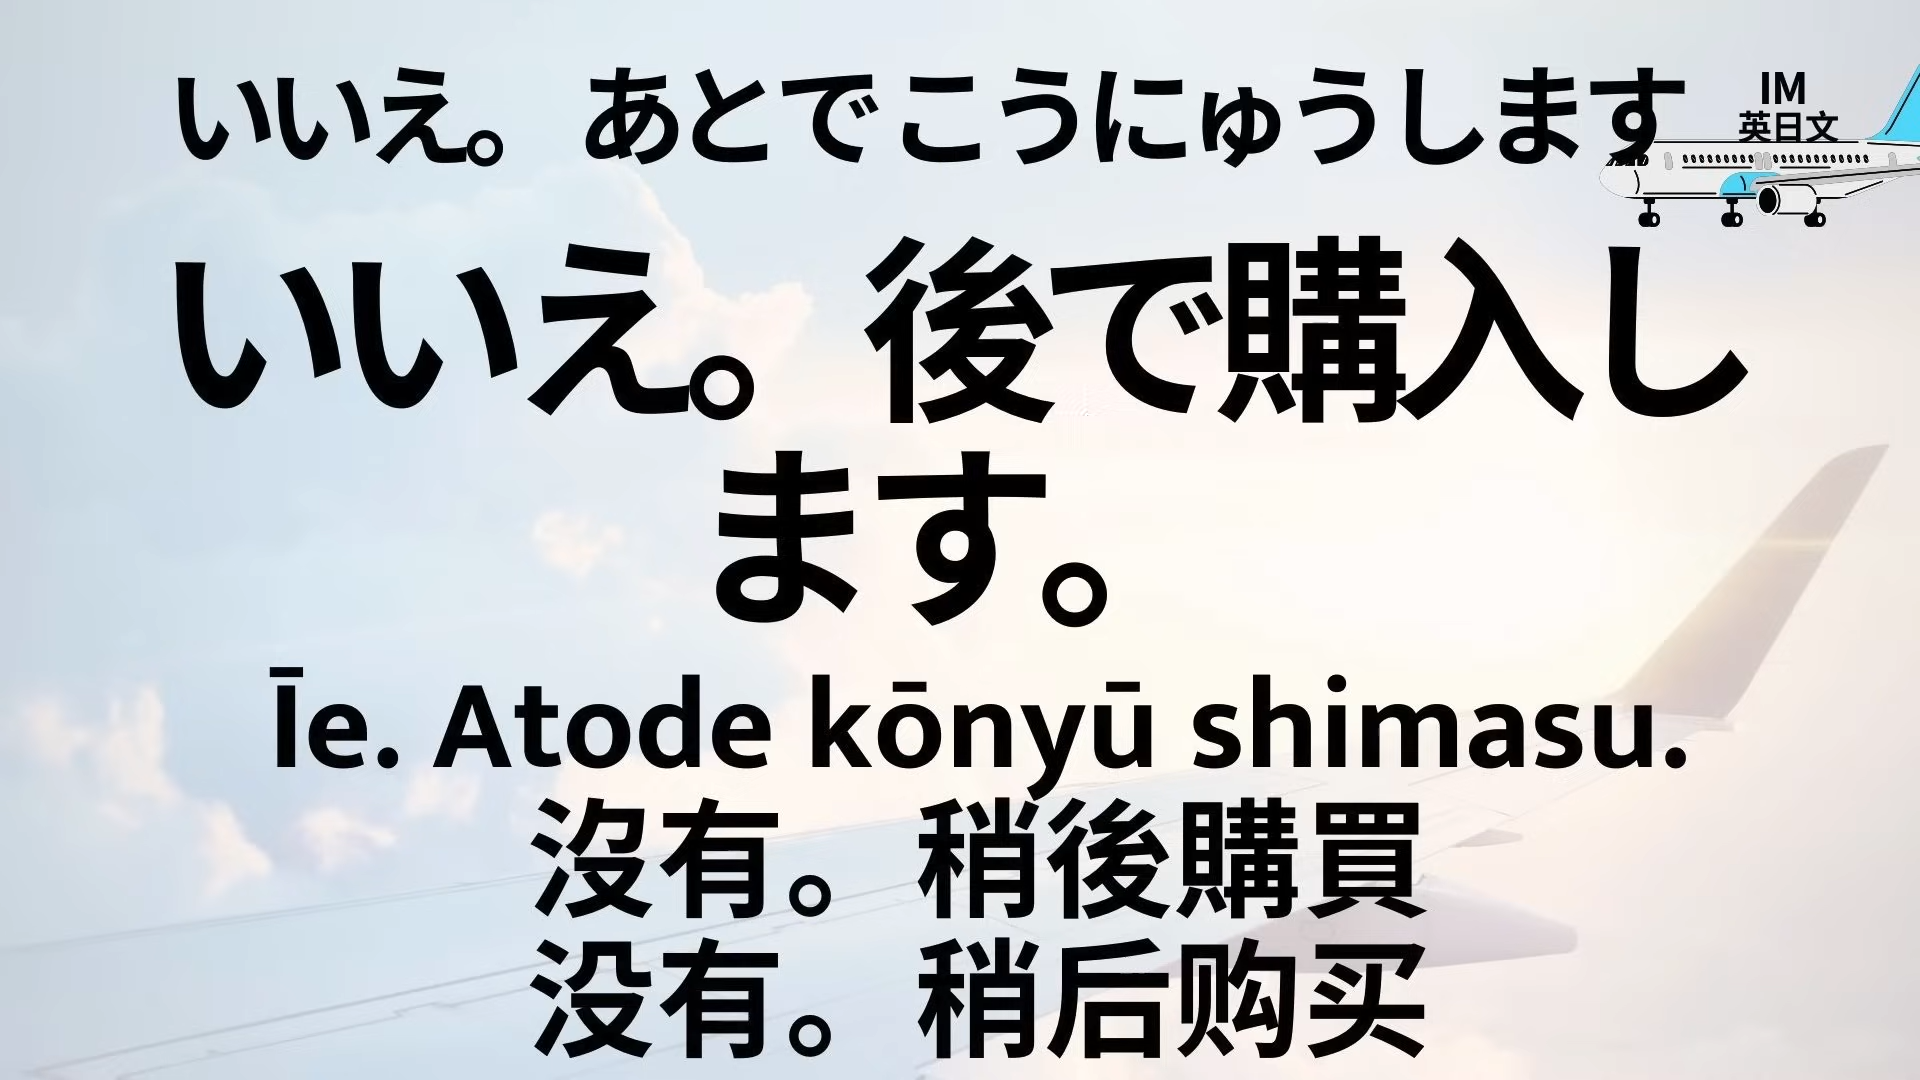 いいえ。 あとでこうにゅうします
IM
英日文
いいえ。後で購入し
ます。
Īe. Atode kōnyū shimasu.
沒有。稍後購買
没有。稍后购买